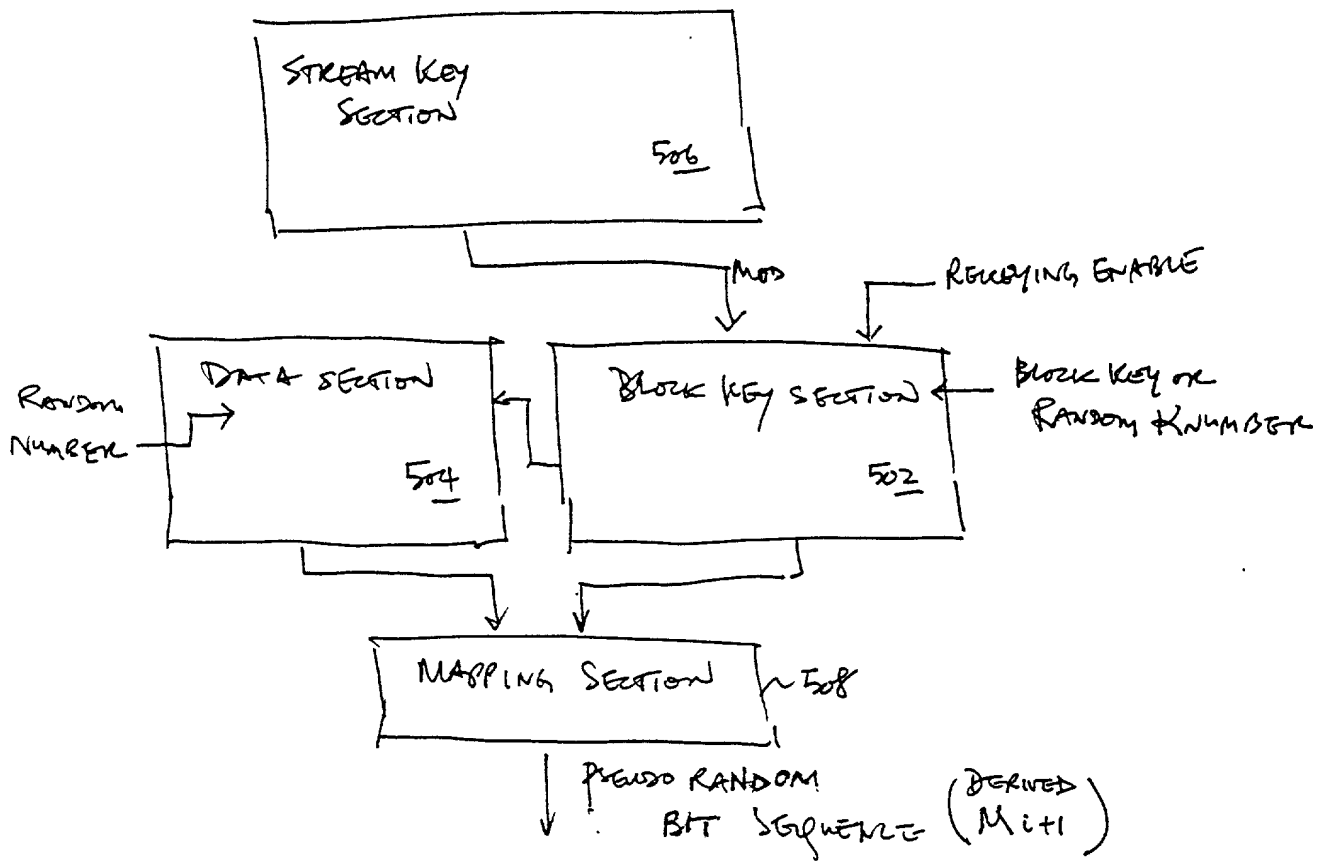 STREAM KEY
SECTION
506
MOD
REKEYING ENABLE
DATA SECTION
504
RANDOM
NUMBER
BLOCK KEY SECTION
502
BLOCK KEY OR
RANDOM KNUMBER
MAPPING SECTION
508
PSEUDO RANDOM
BIT SEQUENCE (DERIVED
Mi+1)